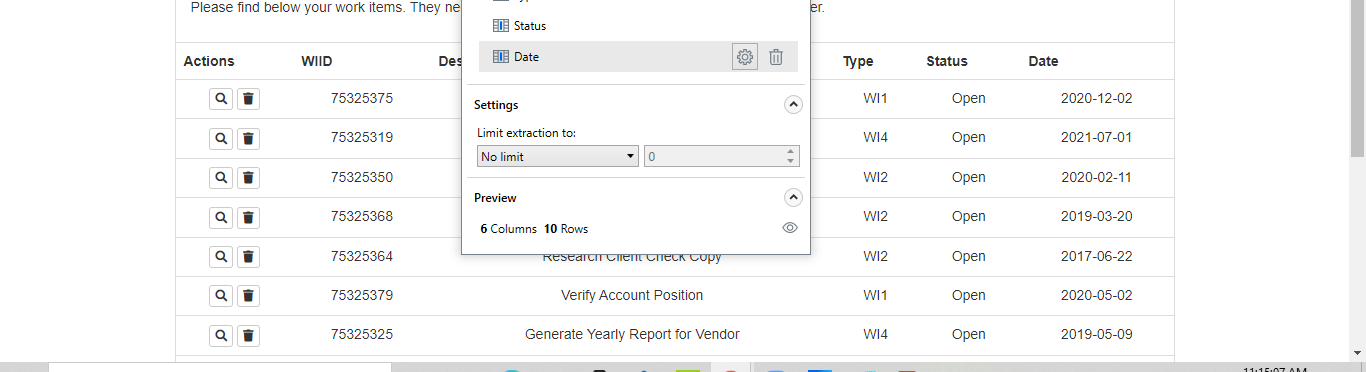 Please find below your work items. They ne er.
Status
Date
Actions WIID Des Type Status Date
75325375 WI1 Open 2020-12-02
Settings
Limit extraction to:
75325319 WI4 Open 2021-07-01
No limit 0
75325350 WI2 Open 2020-02-11
Preview
75325368 WI2 Open 2019-03-20
6 Columns 10 Rows
75325364 Research Client Check Copy WI2 Open 2017-06-22
75325379 Verify Account Position WI1 Open 2020-05-02
75325325 Generate Yearly Report for Vendor WI4 Open 2019-05-09
11:15:07 AM